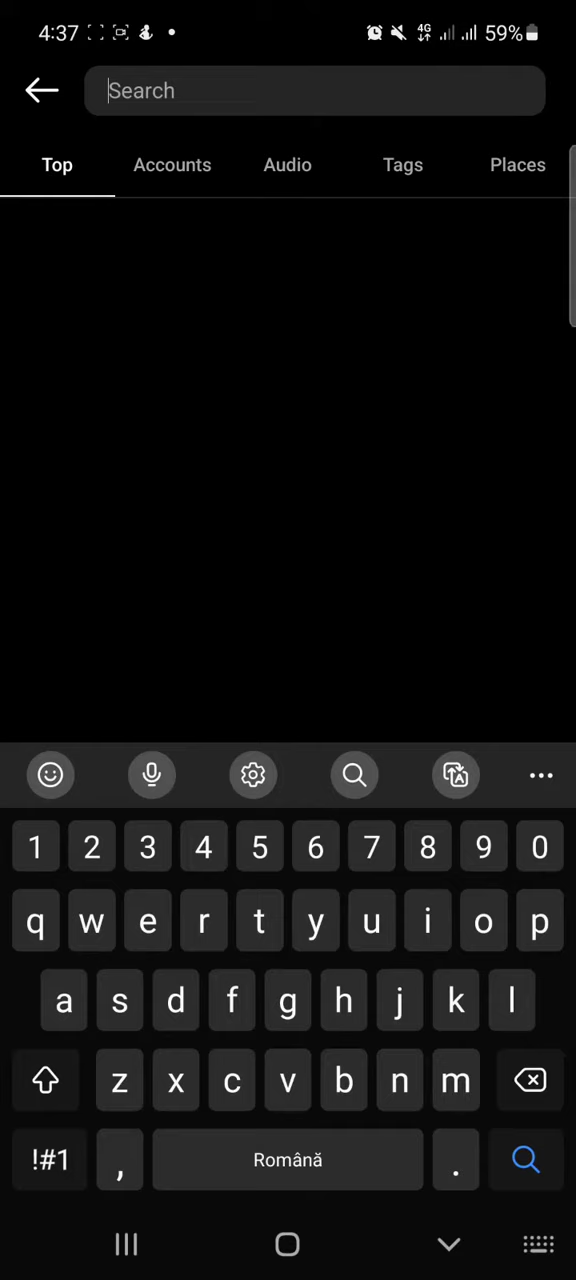 4:37 4G 59%
Search
Top Accounts Audio Tags Places
1 2 3 4 5 6 7 8 9 0
q w e r t y u i o p
a s d f g h j k l
z x c v b n m
!#1 , Română .